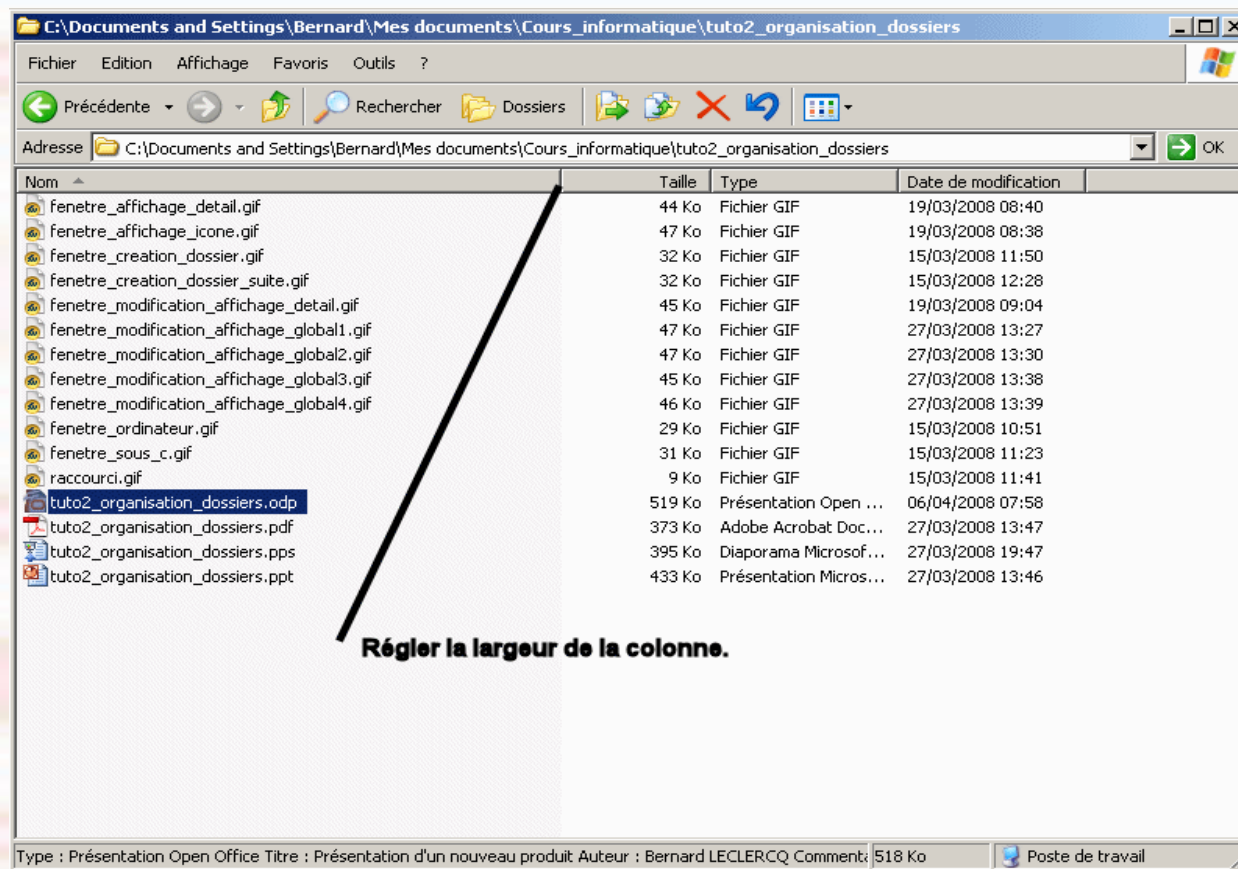 C:\Documents and Settings\Bernard\Mes documents\Cours_informatique\tuto2_organisation_dossiers
Fichier Edition Affichage Favoris Outils ?
Précédente Rechercher Dossiers
Adresse C:\Documents and Settings\Bernard\Mes documents\Cours_informatique\tuto2_organisation_dossiers OK
Nom Taille Type Date de modification
fenetre_affichage_detail.gif 44 Ko Fichier GIF 19/03/2008 08:40
fenetre_affichage_icone.gif 47 Ko Fichier GIF 19/03/2008 08:38
fenetre_creation_dossier.gif 32 Ko Fichier GIF 15/03/2008 11:50
fenetre_creation_dossier_suite.gif 32 Ko Fichier GIF 15/03/2008 12:28
fenetre_modification_affichage_detail.gif 45 Ko Fichier GIF 19/03/2008 09:04
fenetre_modification_affichage_global1.gif 47 Ko Fichier GIF 27/03/2008 13:27
fenetre_modification_affichage_global2.gif 47 Ko Fichier GIF 27/03/2008 13:30
fenetre_modification_affichage_global3.gif 45 Ko Fichier GIF 27/03/2008 13:38
fenetre_modification_affichage_global4.gif 46 Ko Fichier GIF 27/03/2008 13:39
fenetre_ordinateur.gif 29 Ko Fichier GIF 15/03/2008 10:51
fenetre_sous_c.gif 31 Ko Fichier GIF 15/03/2008 11:23
raccourci.gif 9 Ko Fichier GIF 15/03/2008 11:41
tuto2_organisation_dossiers.odp 519 Ko Présentation Open ... 06/04/2008 07:58
tuto2_organisation_dossiers.pdf 373 Ko Adobe Acrobat Doc... 27/03/2008 13:47
tuto2_organisation_dossiers.pps 395 Ko Diaporama Microsof... 27/03/2008 19:47
tuto2_organisation_dossiers.ppt 433 Ko Présentation Micros... 27/03/2008 13:46
Régler la largeur de la colonne.
Type : Présentation Open Office Titre : Présentation d'un nouveau produit Auteur : Bernard LECLERCQ Comment 518 Ko Poste de travail